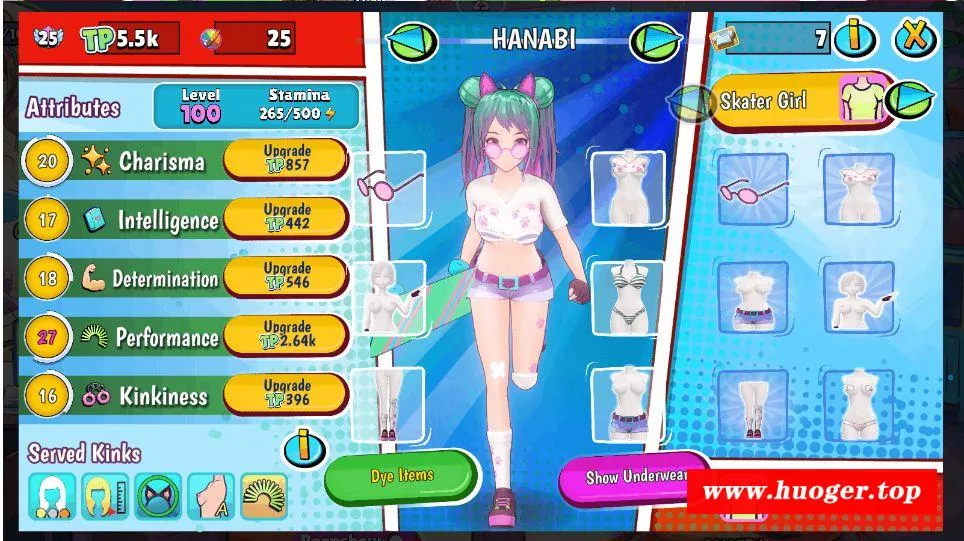 25
TP5.5k
25
HANABI
7
i
X
Attributes
Level
100
Stamina
265/500
Skater Girl
20
Charisma
Upgrade
TP857
17
Intelligence
Upgrade
TP442
18
Determination
Upgrade
TP546
27
Performance
Upgrade
TP2.64k
16
Kinkiness
Upgrade
TP396
Served Kinks
i
A
Dye Items
Show Underwear
www.huoger.top